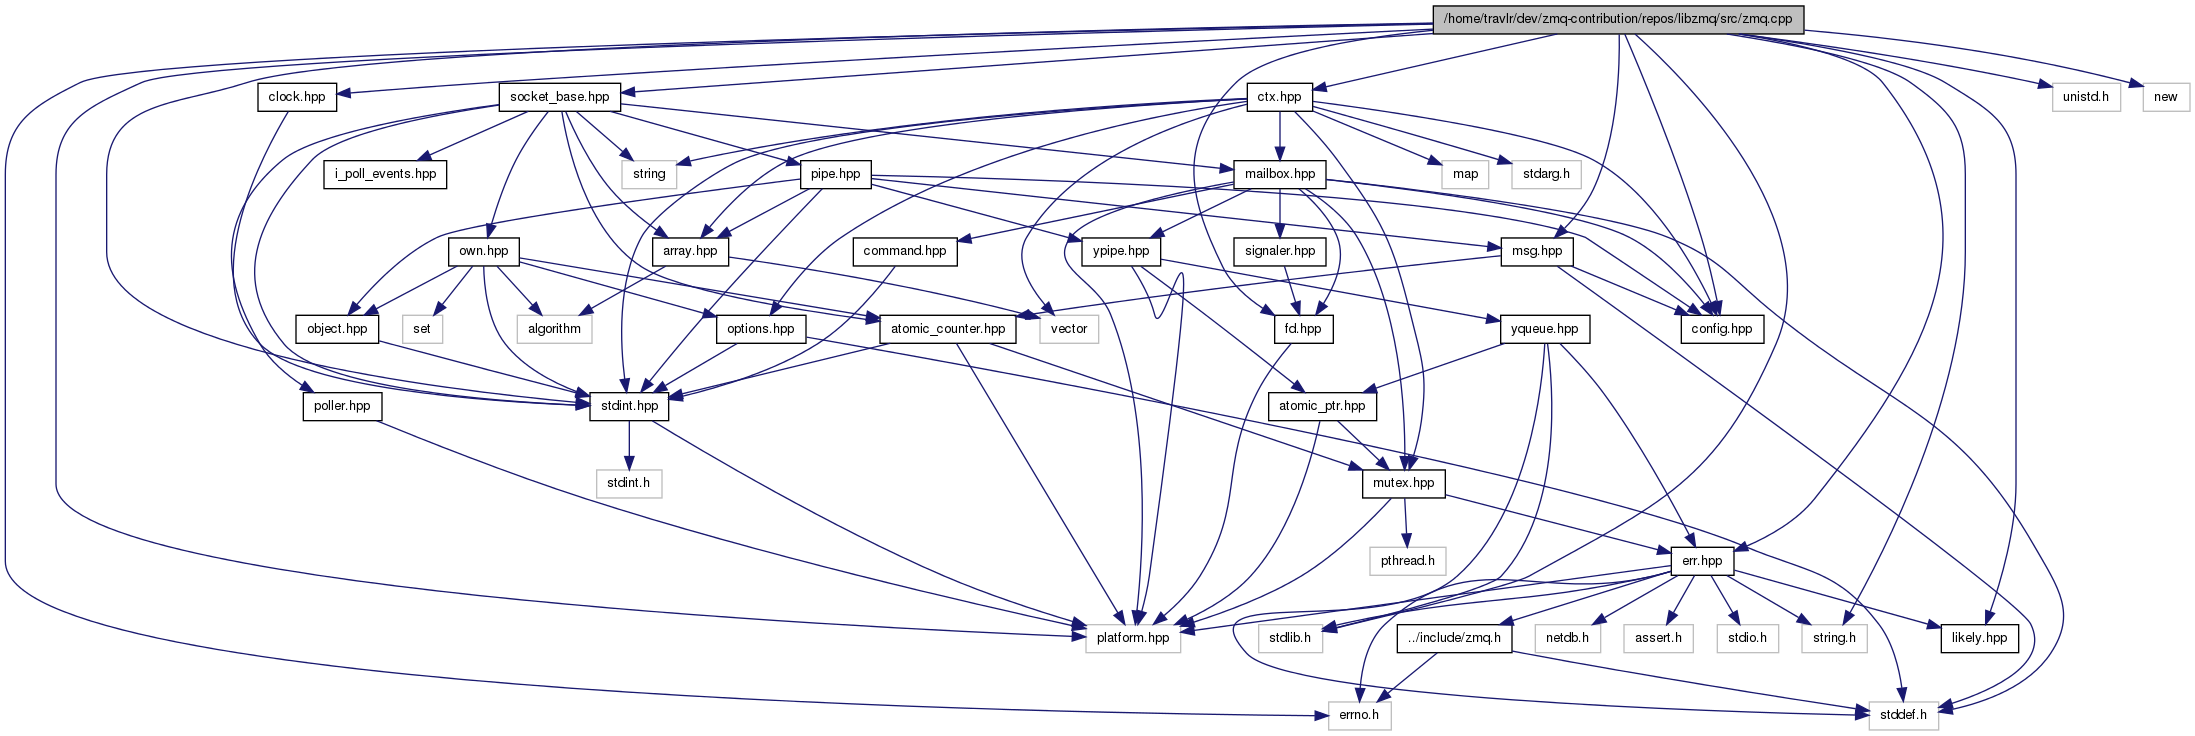 /home/travlr/dev/zmq-contribution/repos/libzmq/src/zmq.cpp
clock.hpp
socket_base.hpp
ctx.hpp
unistd.h
new
i_poll_events.hpp
string
pipe.hpp
mailbox.hpp
map
stdarg.h
own.hpp
array.hpp
command.hpp
ypipe.hpp
signaler.hpp
msg.hpp
object.hpp
set
algorithm
options.hpp
atomic_counter.hpp
vector
fd.hpp
yqueue.hpp
config.hpp
poller.hpp
stdint.hpp
atomic_ptr.hpp
stdint.h
mutex.hpp
pthread.h
err.hpp
platform.hpp
stdlib.h
../include/zmq.h
netdb.h
assert.h
stdio.h
string.h
likely.hpp
errno.h
stddef.h